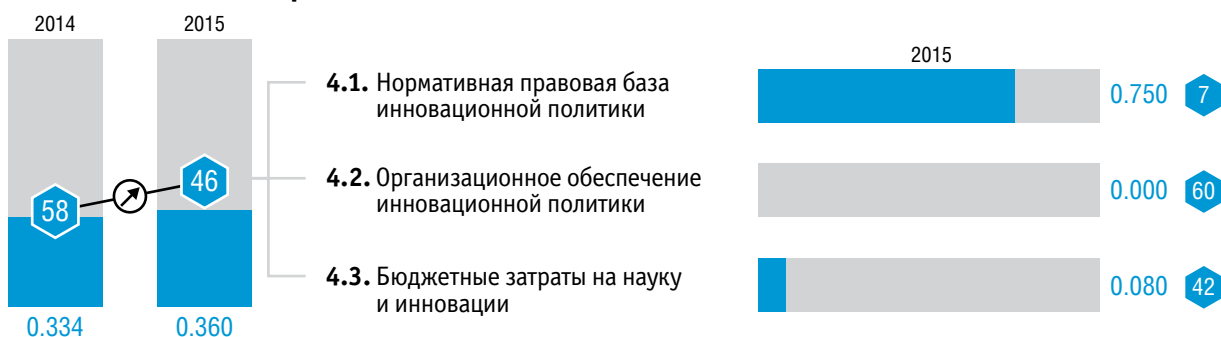 2014
2015
58
46
0.334
0.360
4.1. Нормативная правовая база
инновационной политики
4.2. Организационное обеспечение
инновационной политики
4.3. Бюджетные затраты на науку
и инновации
2015
0.750 7
0.000 60
0.080 42